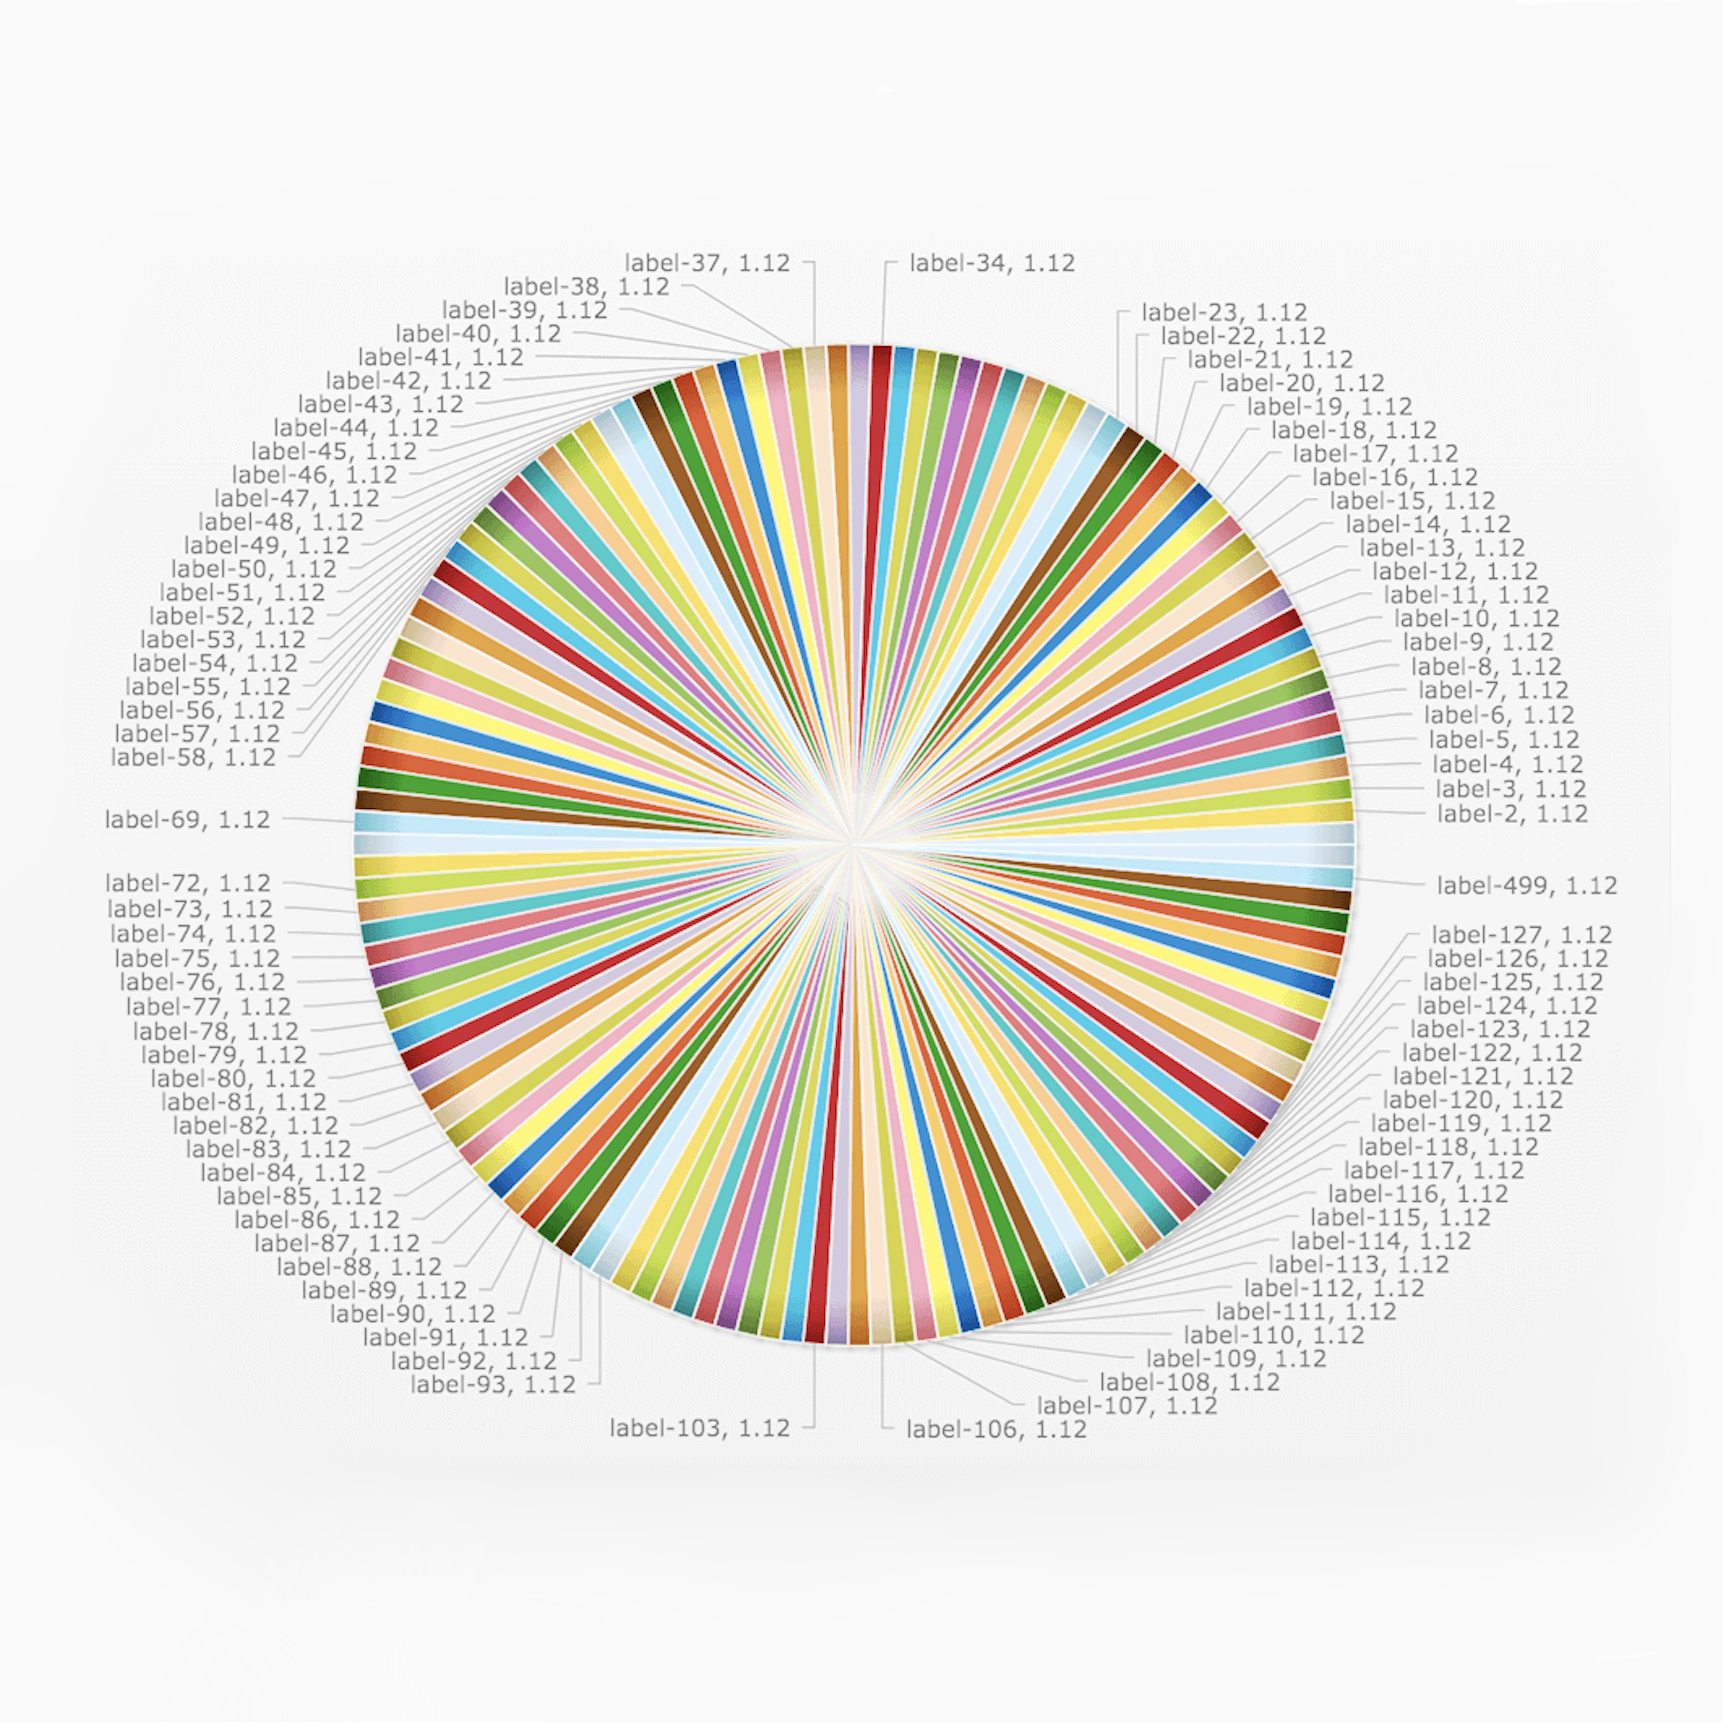 label-37, 1.12
label-38, 1.12
label-39, 1.12
label-40, 1.12
label-41, 1.12
label-42, 1.12
label-43, 1.12
label-44, 1.12
label-45, 1.12
label-46, 1.12
label-47, 1.12
label-48, 1.12
label-49, 1.12
label-50, 1.12
label-51, 1.12
label-52, 1.12
label-53, 1.12
label-54, 1.12
label-55, 1.12
label-56, 1.12
label-57, 1.12
label-58, 1.12
label-69, 1.12
label-72, 1.12
label-73, 1.12
label-74, 1.12
label-75, 1.12
label-76, 1.12
label-77, 1.12
label-78, 1.12
label-79, 1.12
label-80, 1.12
label-81, 1.12
label-82, 1.12
label-83, 1.12
label-84, 1.12
label-85, 1.12
label-86, 1.12
label-87, 1.12
label-88, 1.12
label-89, 1.12
label-90, 1.12
label-91, 1.12
label-92, 1.12
label-93, 1.12
label-103, 1.12
label-34, 1.12
label-23, 1.12
label-22, 1.12
label-21, 1.12
label-20, 1.12
label-19, 1.12
label-18, 1.12
label-17, 1.12
label-16, 1.12
label-15, 1.12
label-14, 1.12
label-13, 1.12
label-12, 1.12
label-11, 1.12
label-10, 1.12
label-9, 1.12
label-8, 1.12
label-7, 1.12
label-6, 1.12
label-5, 1.12
label-4, 1.12
label-3, 1.12
label-2, 1.12
label-499, 1.12
label-127, 1.12
label-126, 1.12
label-125, 1.12
label-124, 1.12
label-123, 1.12
label-122, 1.12
label-121, 1.12
label-120, 1.12
label-119, 1.12
label-118, 1.12
label-117, 1.12
label-116, 1.12
label-115, 1.12
label-114, 1.12
label-113, 1.12
label-112, 1.12
label-111, 1.12
label-110, 1.12
label-109, 1.12
label-108, 1.12
label-107, 1.12
label-106, 1.12